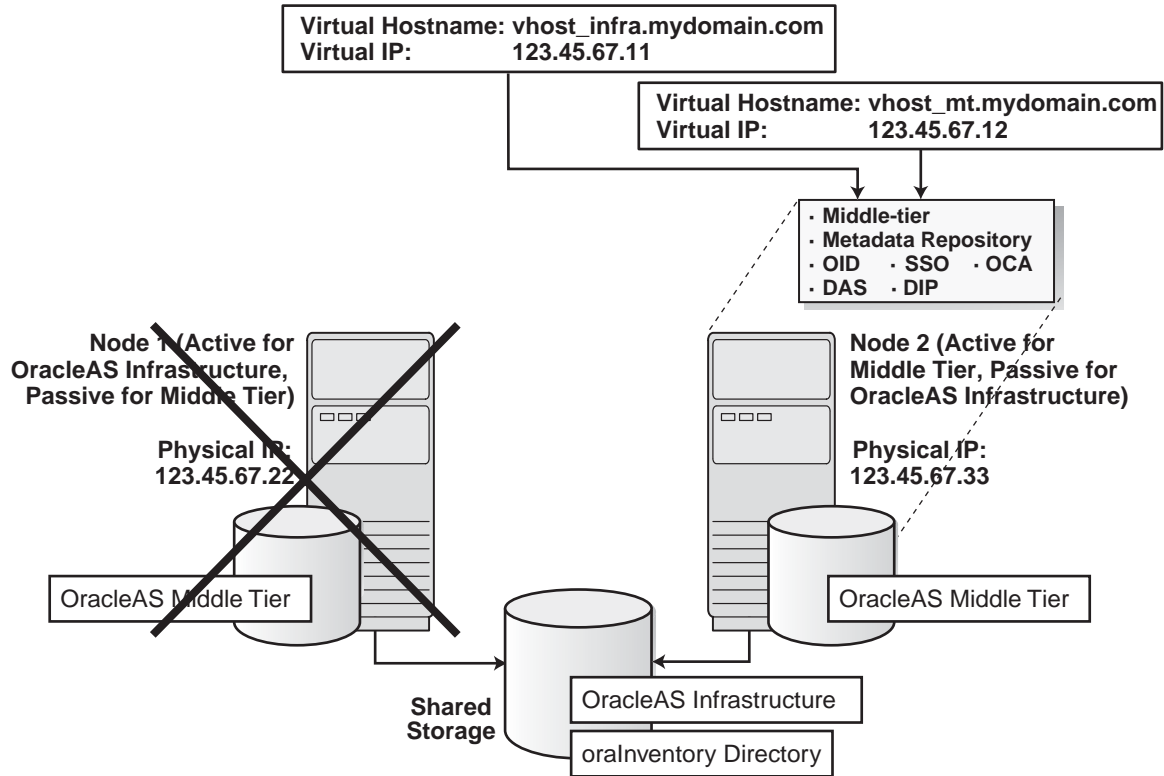 Virtual Hostname: vhost_infra.mydomain.com
Virtual IP: 123.45.67.11
Virtual Hostname: vhost_mt.mydomain.com
Virtual IP: 123.45.67.12
· Middle-tier
· Metadata Repository
· OID · SSO · OCA
· DAS · DIP
Node 1 (Active for
OracleAS Infrastructure,
Passive for Middle Tier)
Physical IP:
123.45.67.22
OracleAS Middle Tier
Node 2 (Active for
Middle Tier, Passive for
OracleAS Infrastructure)
Physical IP:
123.45.67.33
OracleAS Middle Tier
Shared
Storage
OracleAS Infrastructure
oraInventory Directory